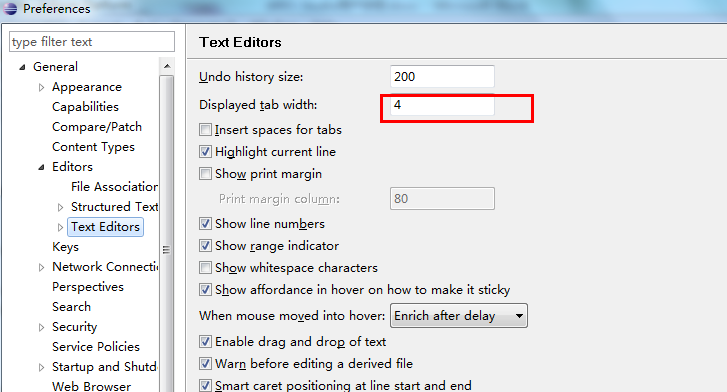 Preferences
type filter text
General
Appearance
Capabilities
Compare/Patch
Content Types
Editors
File Association
Structured Text
Text Editors
Keys
Network Connectio
Perspectives
Search
Security
Service Policies
Startup and Shutdo
Web Browser
Text Editors
Undo history size: 200
Displayed tab width: 4
Insert spaces for tabs
Highlight current line
Show print margin
Print margin column: 80
Show line numbers
Show range indicator
Show whitespace characters
Show affordance in hover on how to make it sticky
When mouse moved into hover: Enrich after delay
Enable drag and drop of text
Warn before editing a derived file
Smart caret positioning at line start and end